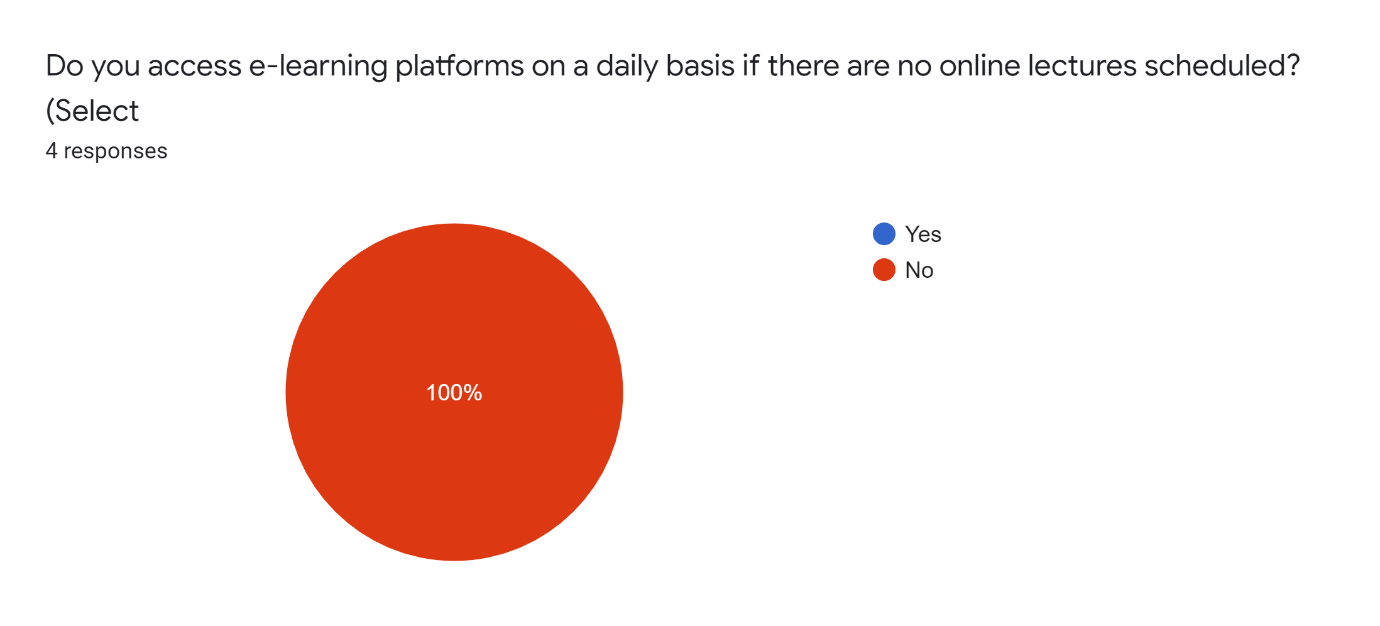 Do you access e-learning platforms on a daily basis if there are no online lectures scheduled?
(Select
4 responses
Yes
No
100%